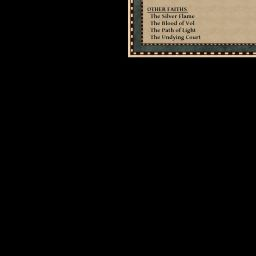 OTHER FAITHS
The Silver Flame
The Blood of Vol
The Path of Light
The Undying Court